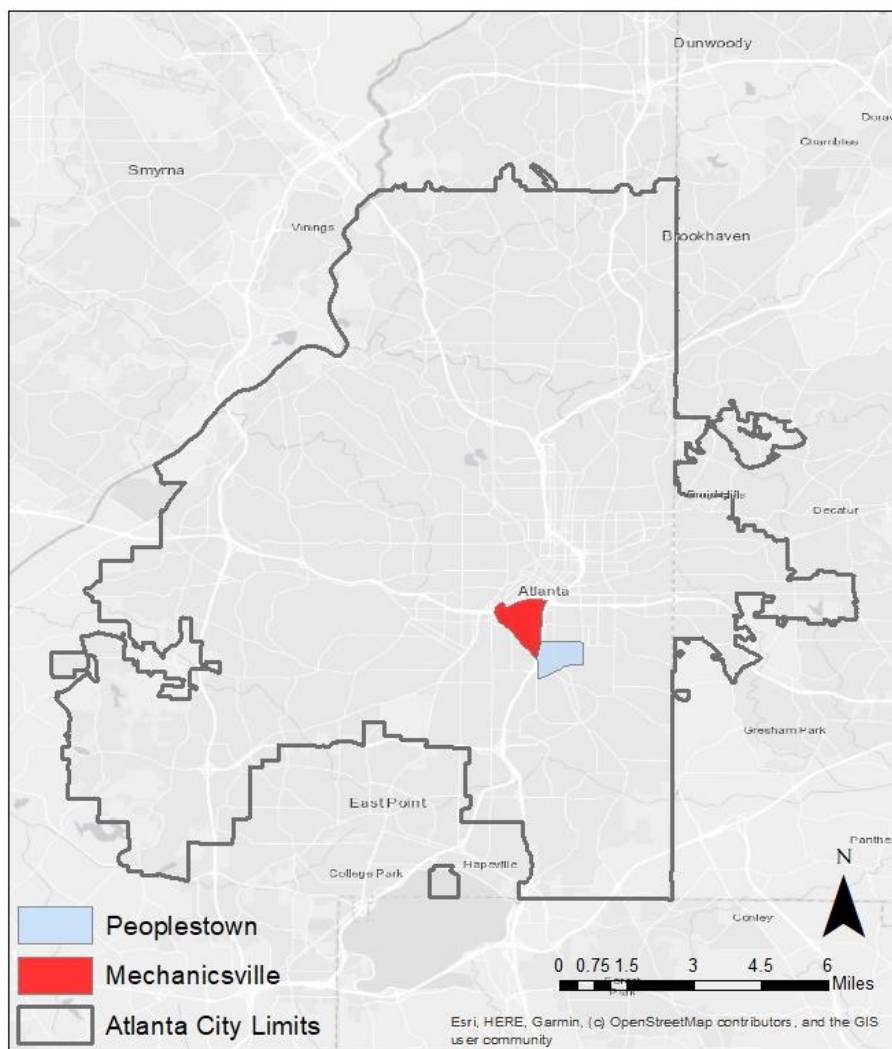 Dunwoody
Chamblee
Smyrna
Vinings
Brookhaven
Decatur
Atlanta
Gresham Park
East Point
Panthe
College Park
Hapeville
N
Conley
Peoplestown
Mechanicsville
Atlanta City Limits
0 0.75 1.5 3 4.5 6
Miles
Park
Esri, HERE, Garmin, (c) OpenStreetMap contributors, and the GIS
user community